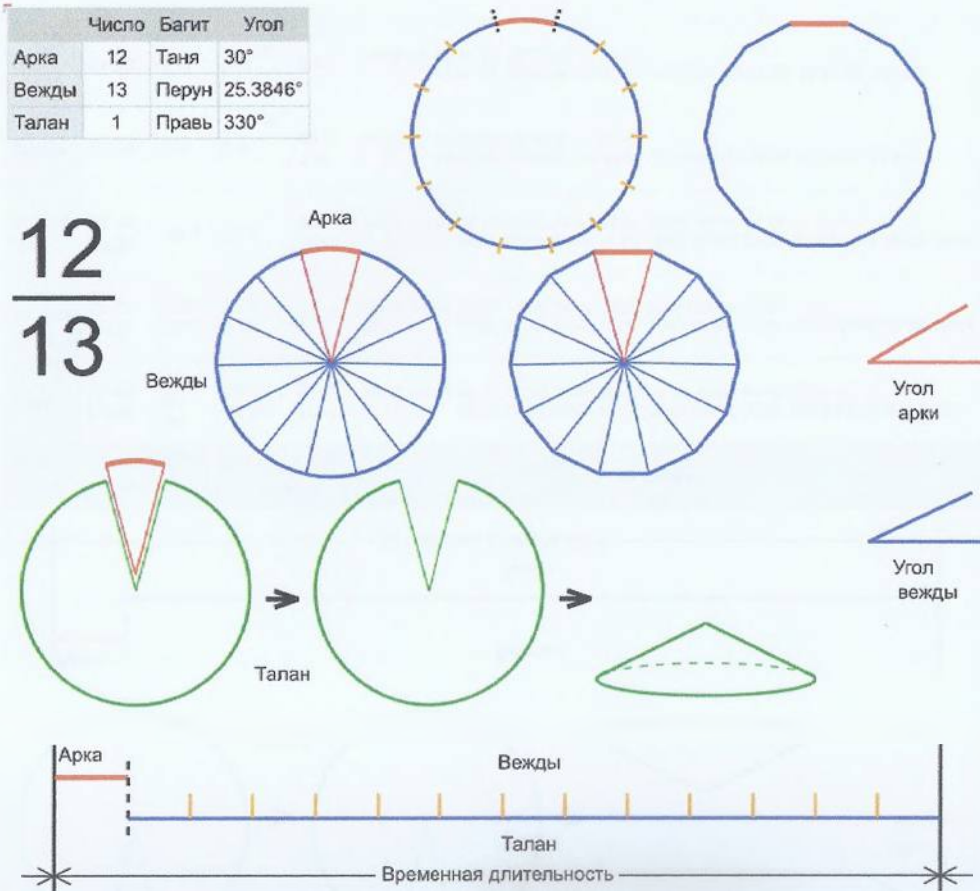 Число Багит Угол
Арка 12 Таня 30°
Вежды 13 Перун 25.3846°
Талан 1 Правь 330°
12
13
Арка
Вежды
Угол
арки
Угол
вежды
Талан
Арка
Вежды
Талан
Временная длительность